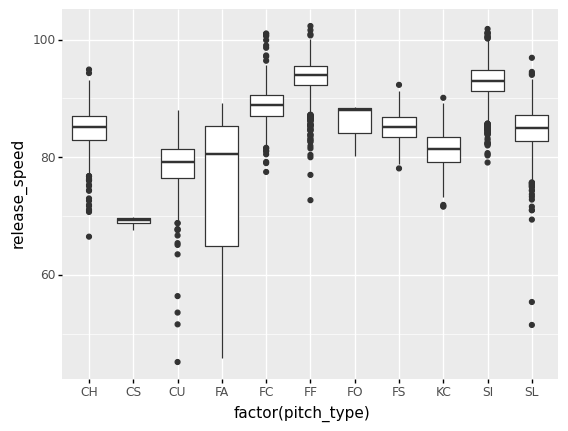 100
80
60
release_speed
CH CS CU FA FC FF FO FS KC SI SL
factor(pitch_type)